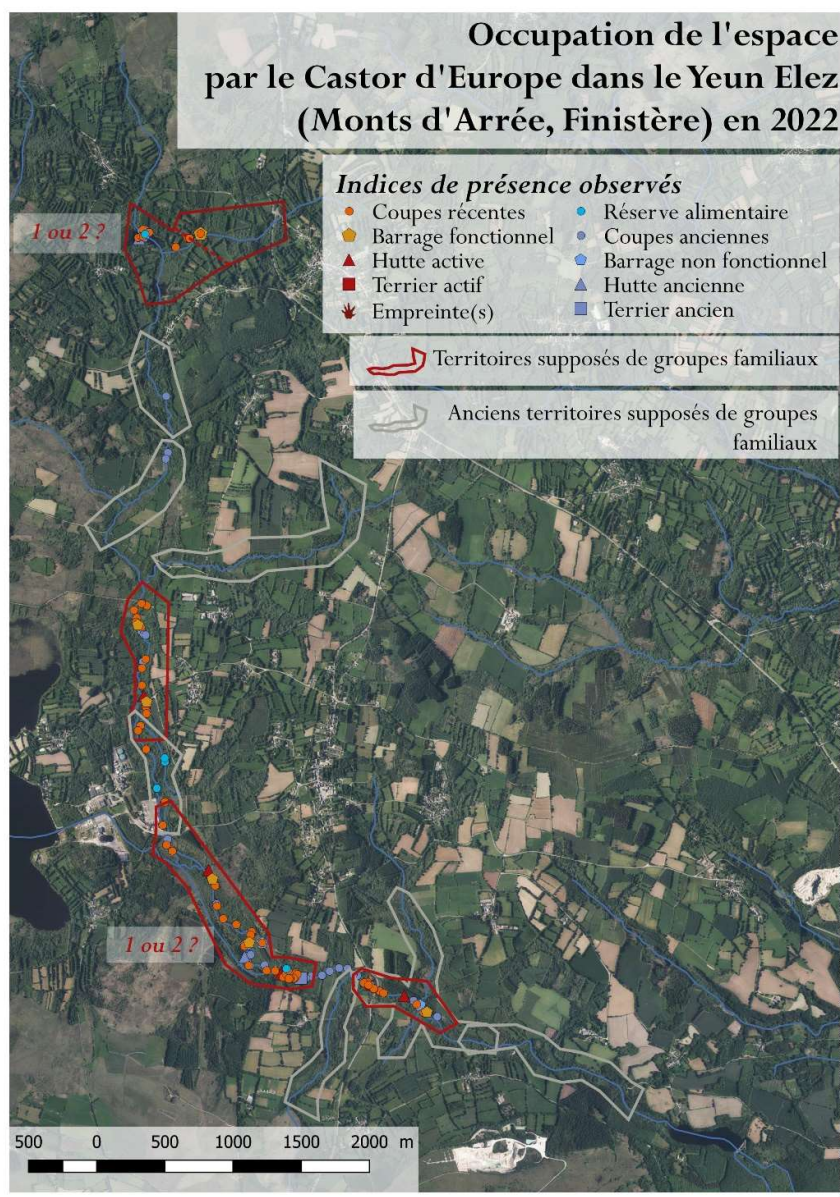 Occupation de l'espace
par le Castor d'Europe dans le Yeun Elez
(Monts d'Arrée, Finistère) en 2022
Indices de présence observés
Coupes récentes
Barrage fonctionnel
Hutte active
Terrier actif
Empreinte(s)
Réserve alimentaire
Coupes anciennes
Barrage non fonctionnel
Hutte ancienne
Terrier ancien
Territoires supposés de groupes familiaux
Anciens territoires supposés de groupes
familiaux
1 ou 2 ?
1 ou 2 ?
500 0 500 1000 1500 2000 m